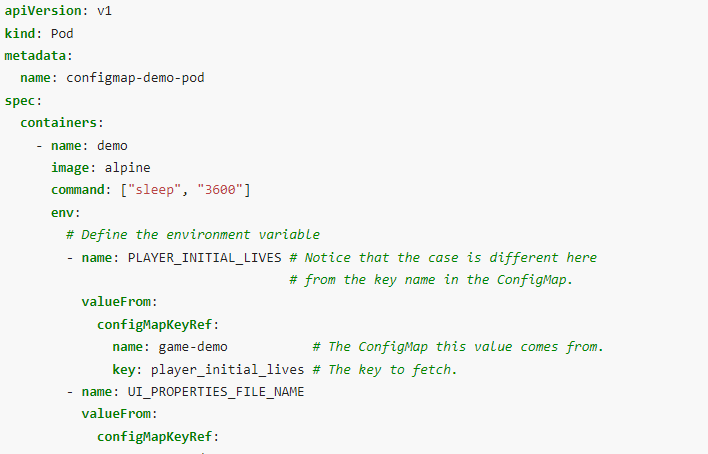 apiVersion: v1
kind: Pod
metadata:
  name: configmap-demo-pod
spec:
  containers:
    - name: demo
      image: alpine
      command: ["sleep", "3600"]
      env:
        # Define the environment variable
        - name: PLAYER_INITIAL_LIVES # Notice that the case is different here
                                     # from the key name in the ConfigMap.
          valueFrom:
            configMapKeyRef:
              name: game-demo           # The ConfigMap this value comes from.
              key: player_initial_lives # The key to fetch.
        - name: UI_PROPERTIES_FILE_NAME
          valueFrom:
            configMapKeyRef: